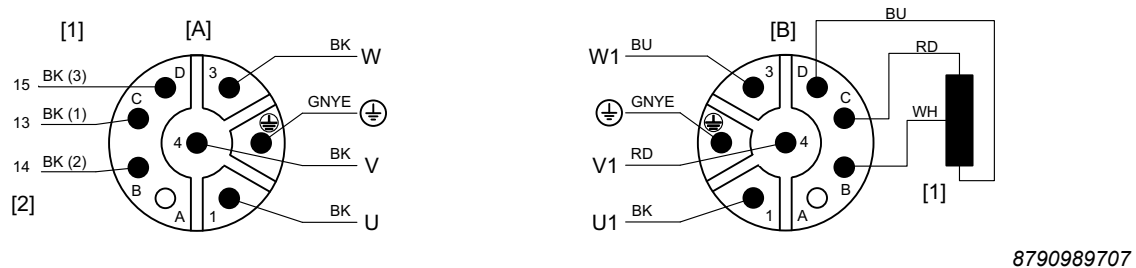 [1] [A] [B] BU
BK W W1 BU RD
15 BK (3) D 3 3 D
GNYE GNYE
13 BK (1) C C WH
4 BK V V1 RD 4
14 BK (2) B B
[2] A 1 BK U U1 BK 1 A [1]
8790989707